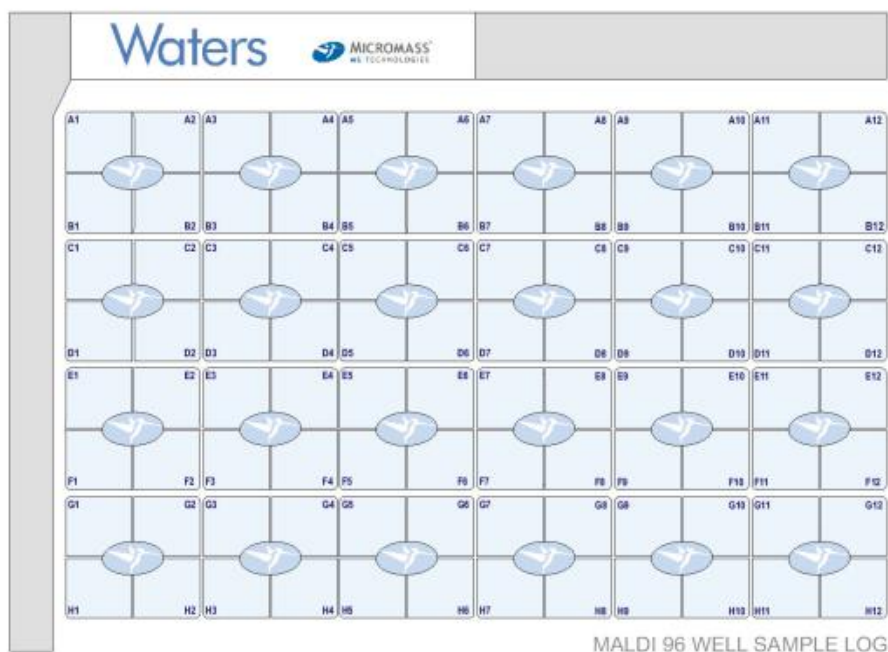 Waters MICROMASS
MS TECHNOLOGIES
A1 A2 A3 A4 A5 A6 A7 A8 A9 A10 A11 A12
B1 B2 B3 B4 B5 B6 B7 B8 B9 B10 B11 B12
C1 C2 C3 C4 C5 C6 C7 C8 C9 C10 C11 C12
D1 D2 D3 D4 D5 D6 D7 D8 D9 D10 D11 D12
E1 E2 E3 E4 E5 E6 E7 E8 E9 E10 E11 E12
F1 F2 F3 F4 F5 F6 F7 F8 F9 F10 F11 F12
G1 G2 G3 G4 G5 G6 G7 G8 G9 G10 G11 G12
H1 H2 H3 H4 H5 H6 H7 H8 H9 H10 H11 H12
MALDI 96 WELL SAMPLE LOG